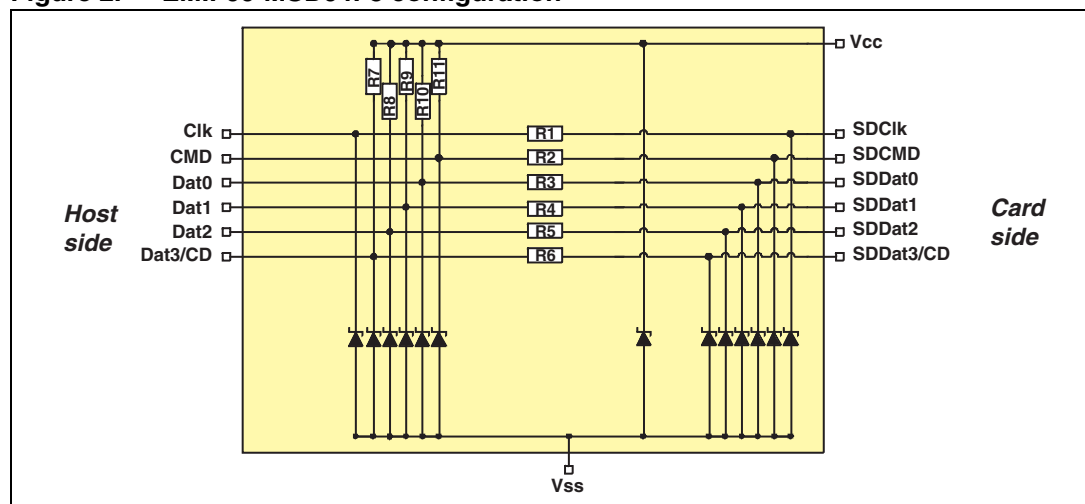 Vcc
R7
R8
R9
R10
R11
Clk
R1
SDClk
CMD
R2
SDCMD
Dat0
R3
SDDat0
Host side
Dat1
R4
SDDat1
Card side
Dat2
R5
SDDat2
Dat3/CD
R6
SDDat3/CD
Vss